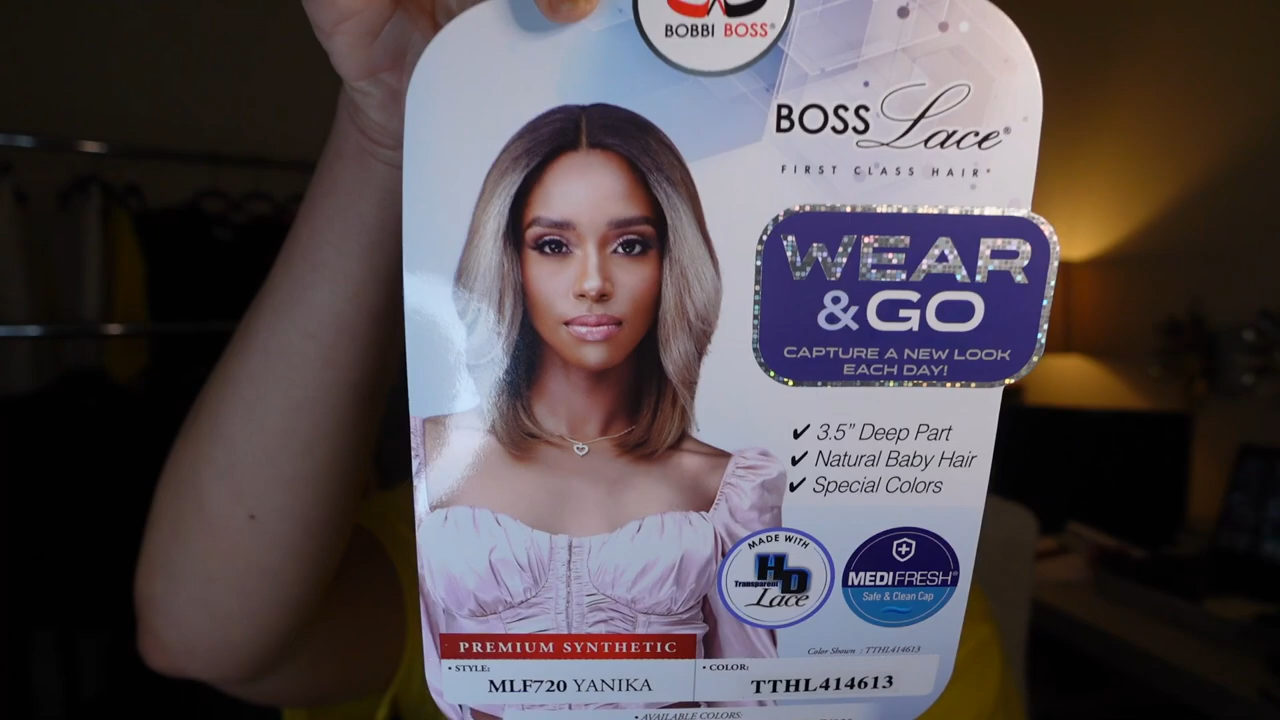 BOBBI BOSS®
BOSS Lace®
FIRST CLASS HAIR®
WEAR
&GO
CAPTURE A NEW LOOK
EACH DAY!
✔ 3.5" Deep Part
✔ Natural Baby Hair
✔ Special Colors
MADE WITH
HD
Transparent
Lace
MEDIFRESH®
Safe & Clean Cap
Color Shown : TTHL414613
PREMIUM SYNTHETIC
• STYLE:
MLF720 YANIKA
• COLOR:
TTHL414613
• AVAILABLE COLORS: